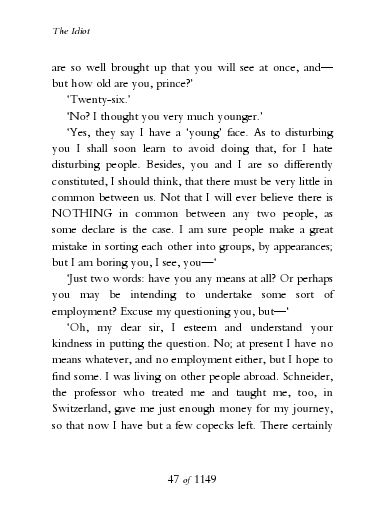 The Idiot
are so well brought up that you will see at once, and—
but how old are you, prince?'
'Twenty-six.'
'No? I thought you very much younger.'
'Yes, they say I have a 'young' face. As to disturbing
you I shall soon learn to avoid doing that, for I hate
disturbing people. Besides, you and I are so differently
constituted, I should think, that there must be very little in
common between us. Not that I will ever believe there is
NOTHING in common between any two people, as
some declare is the case. I am sure people make a great
mistake in sorting each other into groups, by appearances;
but I am boring you, I see, you—'
'Just two words: have you any means at all? Or perhaps
you may be intending to undertake some sort of
employment? Excuse my questioning you, but—'
'Oh, my dear sir, I esteem and understand your
kindness in putting the question. No; at present I have no
means whatever, and no employment either, but I hope to
find some. I was living on other people abroad. Schneider,
the professor who treated me and taught me, too, in
Switzerland, gave me just enough money for my journey,
so that now I have but a few copecks left. There certainly
47 of 1149